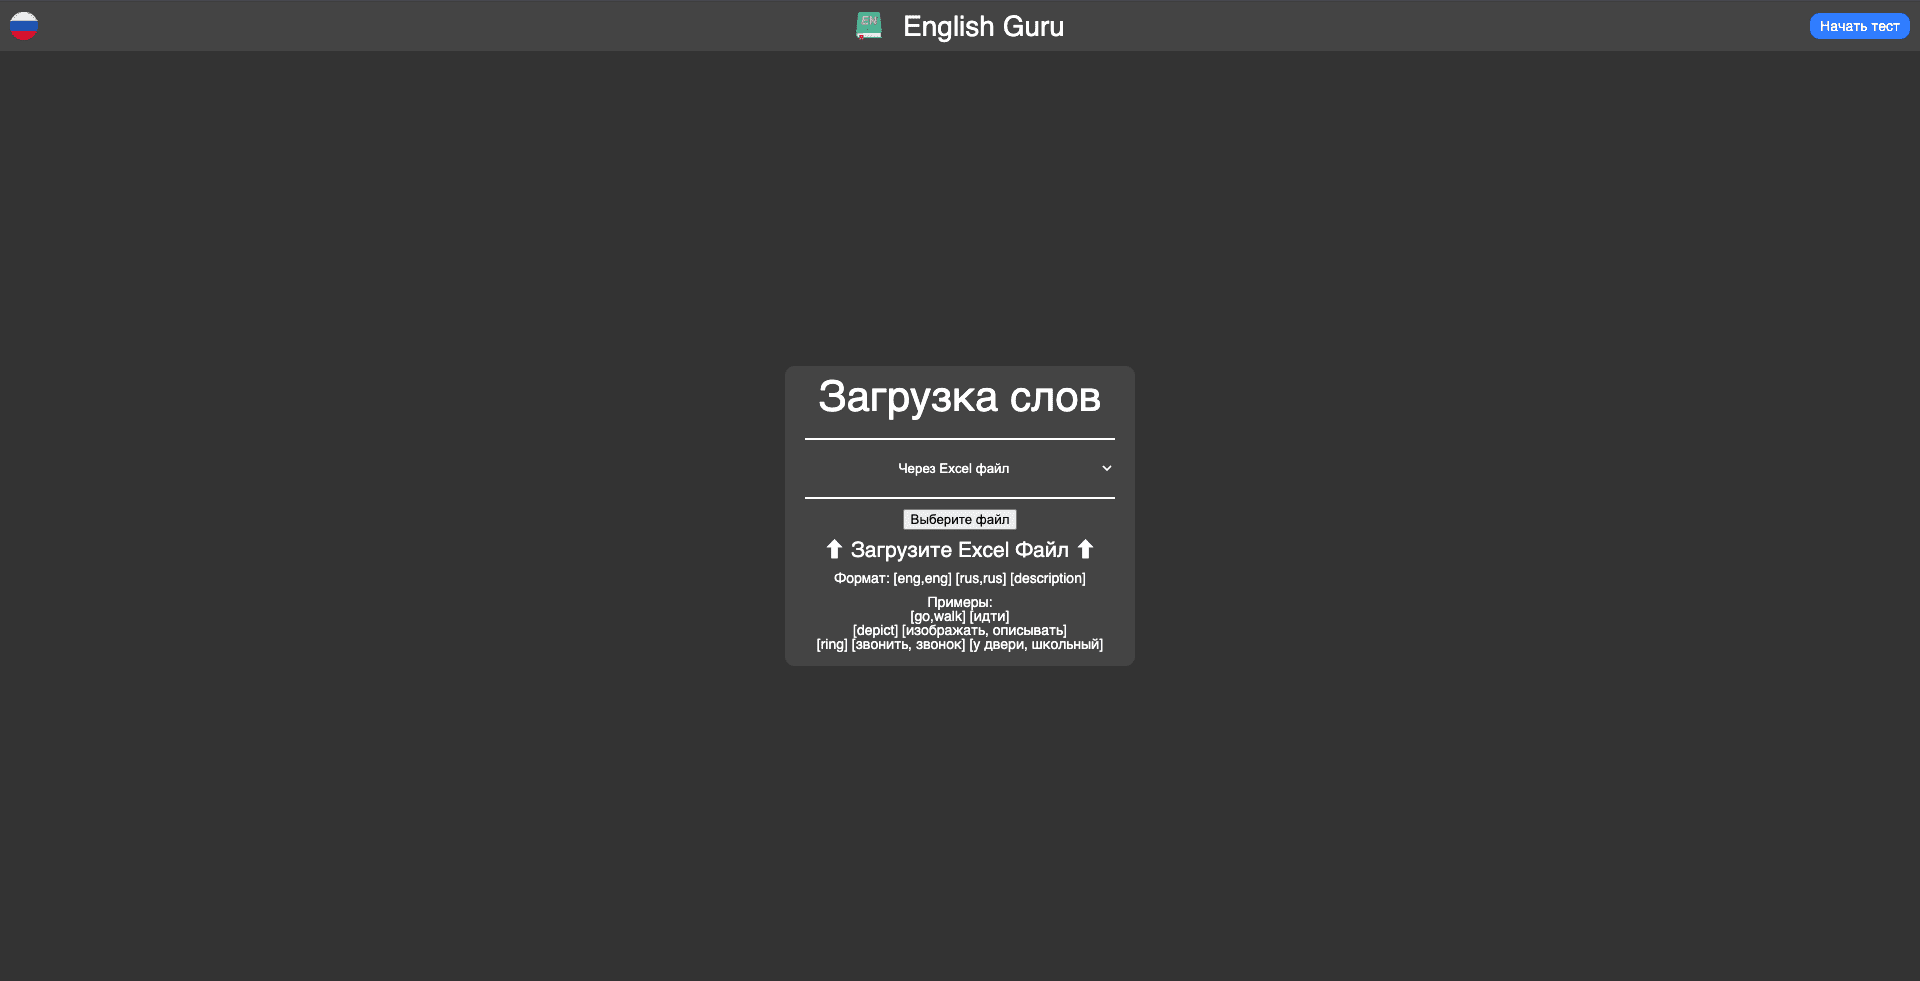 EN
English Guru
Начать тест
Загрузка слов
Через Excel файл
Выберите файл
⬆ Загрузите Excel Файл ⬆
Формат: [eng,eng] [rus,rus] [description]
Примеры:
[go,walk] [идти]
[depict] [изображать, описывать]
[ring] [звонить, звонок] [у двери, школьный]